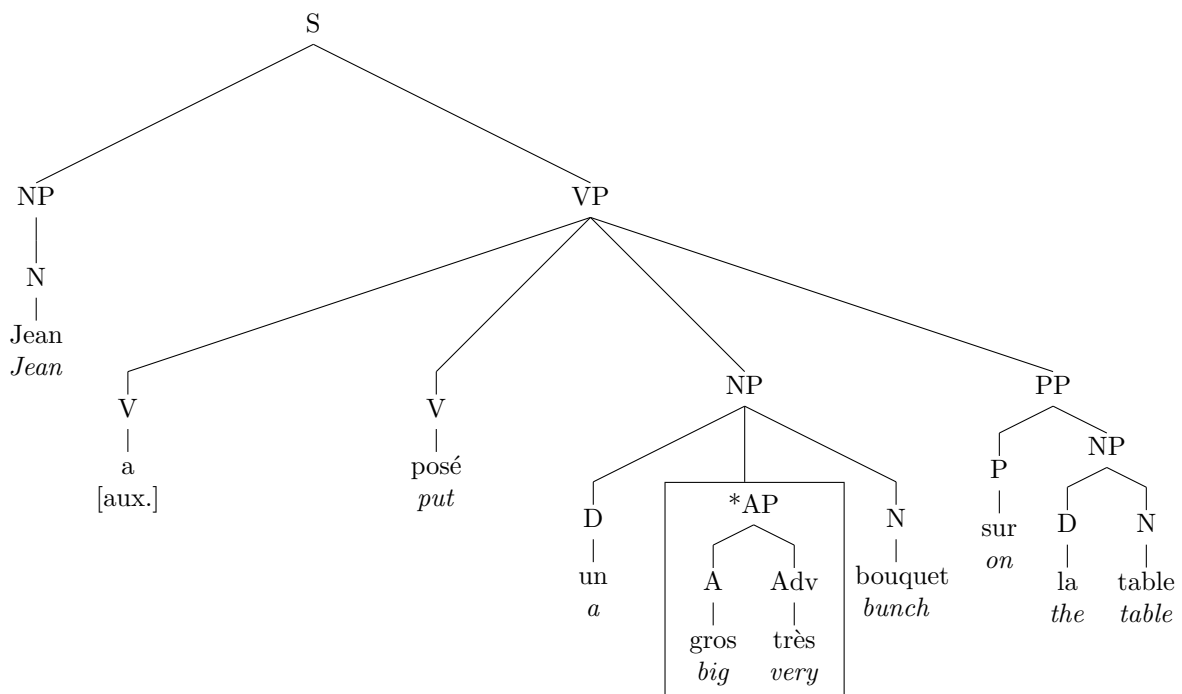 S
NP VP
N
Jean
Jean
V V NP PP
a posé
[aux.] put
D *AP N
un A Adv bouquet
a gros très bunch
big very
P NP
sur D N
on la table
the table